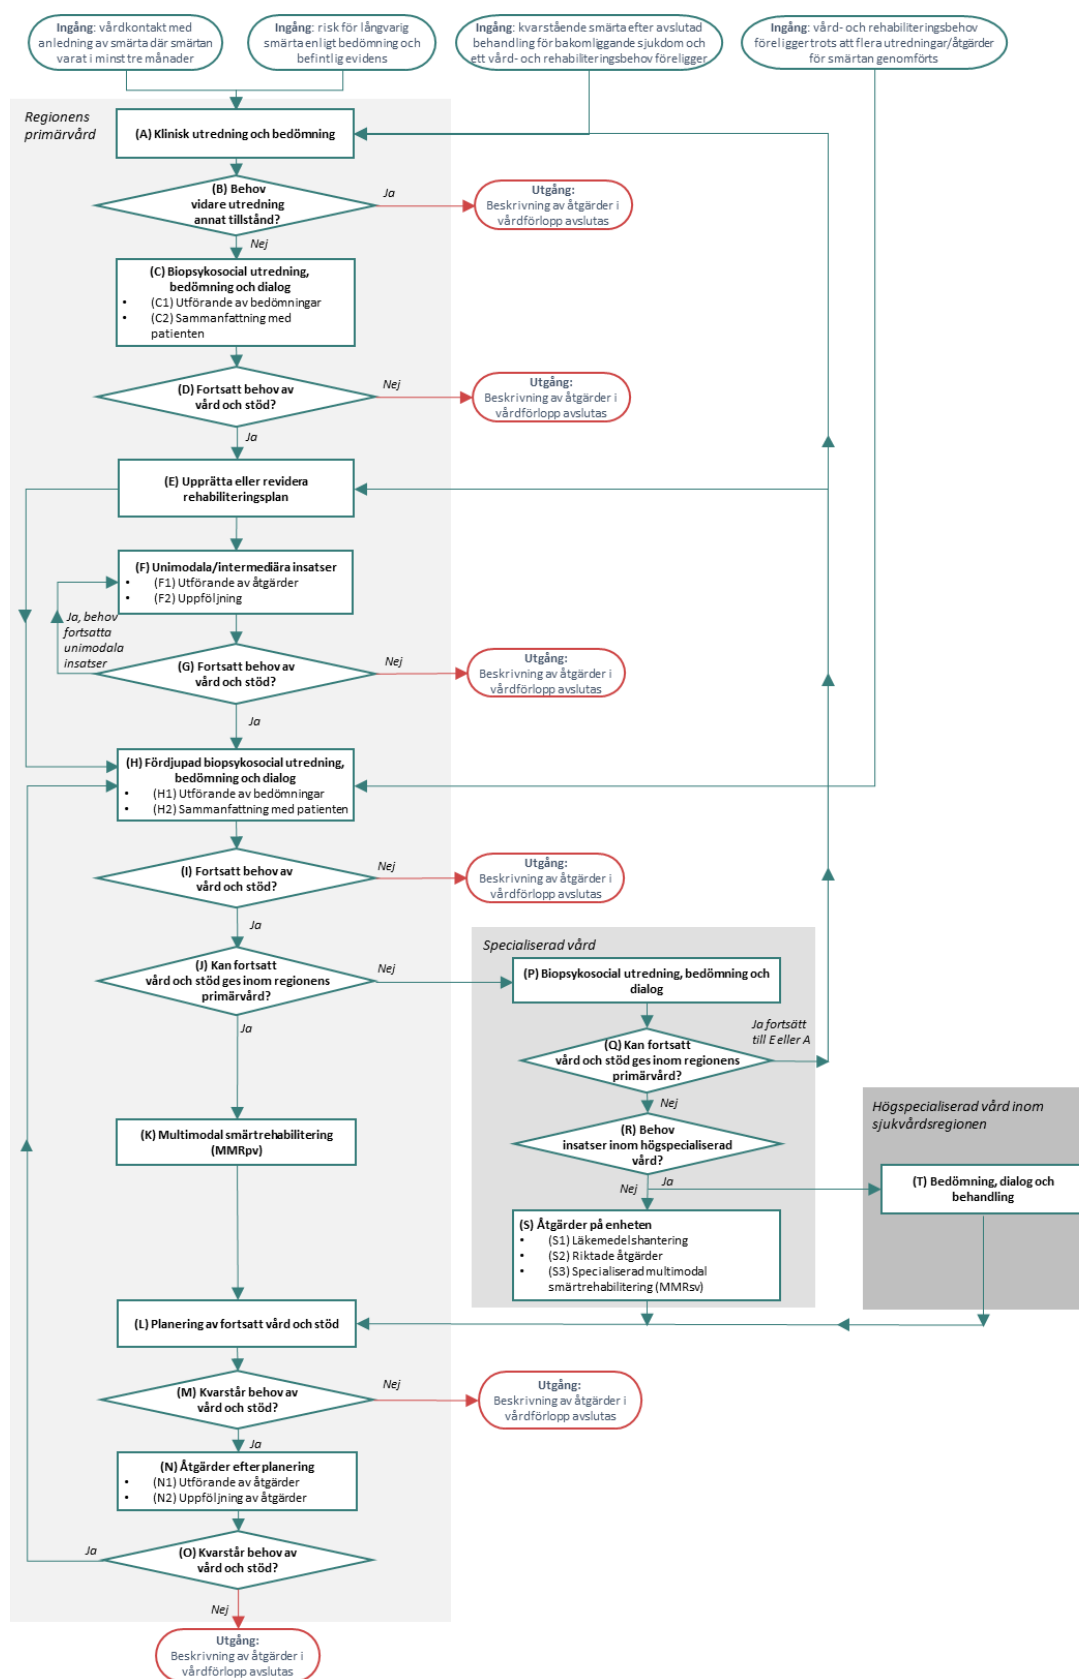 Ingång: vårdkontakt med
anledning av smärta där smärtan
varat i minst tre månader
Ingång: risk för långvarig
smärta enligt bedömning och
befintlig evidens
Ingång: kvarstående smärta efter avslutad
behandling för bakomliggande sjukdom och
ett vård- och rehabiliteringsbehov föreligger
Ingång: vård- och rehabiliteringsbehov
föreligger trots att flera utredningar/åtgärder
för smärtan genomförts
Regionens
primärvård
(A) Klinisk utredning och bedömning
(B) Behov
vidare utredning
annat tillstånd?
Ja
Utgång:
Beskrivning av åtgärder i
vårdförlopp avslutas
Nej
(C) Biopsykosocial utredning,
bedömning och dialog
• (C1) Utförande av bedömningar
• (C2) Sammanfattning med
patienten
(D) Fortsatt behov av
vård och stöd?
Nej
Utgång:
Beskrivning av åtgärder i
vårdförlopp avslutas
Ja
(E) Upprätta eller revidera
rehabiliteringsplan
(F) Unimodala/intermediära insatser
• (F1) Utförande av åtgärder
• (F2) Uppföljning
Ja, behov
fortsatta
unimodala
insatser
(G) Fortsatt behov av
vård och stöd?
Nej
Utgång:
Beskrivning av åtgärder i
vårdförlopp avslutas
Ja
(H) Fördjupad biopsykosocial utredning,
bedömning och dialog
• (H1) Utförande av bedömningar
• (H2) Sammanfattning med patienten
(I) Fortsatt behov av
vård och stöd?
Nej
Utgång:
Beskrivning av åtgärder i
vårdförlopp avslutas
Ja
(J) Kan fortsatt
vård och stöd ges inom regionens
primärvård?
Nej
Ja
Specialiserad vård
(P) Biopsykosocial utredning, bedömning och
dialog
(Q) Kan fortsatt
vård och stöd ges inom regionens
primärvård?
Ja fortsätt
till E eller A
Nej
(R) Behov
insatser inom högspecialiserad
vård?
Nej
Ja
Högspecialiserad vård inom
sjukvårdsregionen
(T) Bedömning, dialog och
behandling
(K) Multimodal smärtrehabilitering
(MMRpv)
(S) Åtgärder på enheten
• (S1) Läkemedelshantering
• (S2) Riktade åtgärder
• (S3) Specialiserad multimodal
smärtrehabilitering (MMRsv)
(L) Planering av fortsatt vård och stöd
(M) Kvarstår behov av
vård och stöd?
Nej
Utgång:
Beskrivning av åtgärder i
vårdförlopp avslutas
Ja
(N) Åtgärder efter planering
• (N1) Utförande av åtgärder
• (N2) Uppföljning av åtgärder
(O) Kvarstår behov av
vård och stöd?
Ja
Nej
Utgång:
Beskrivning av åtgärder i
vårdförlopp avslutas